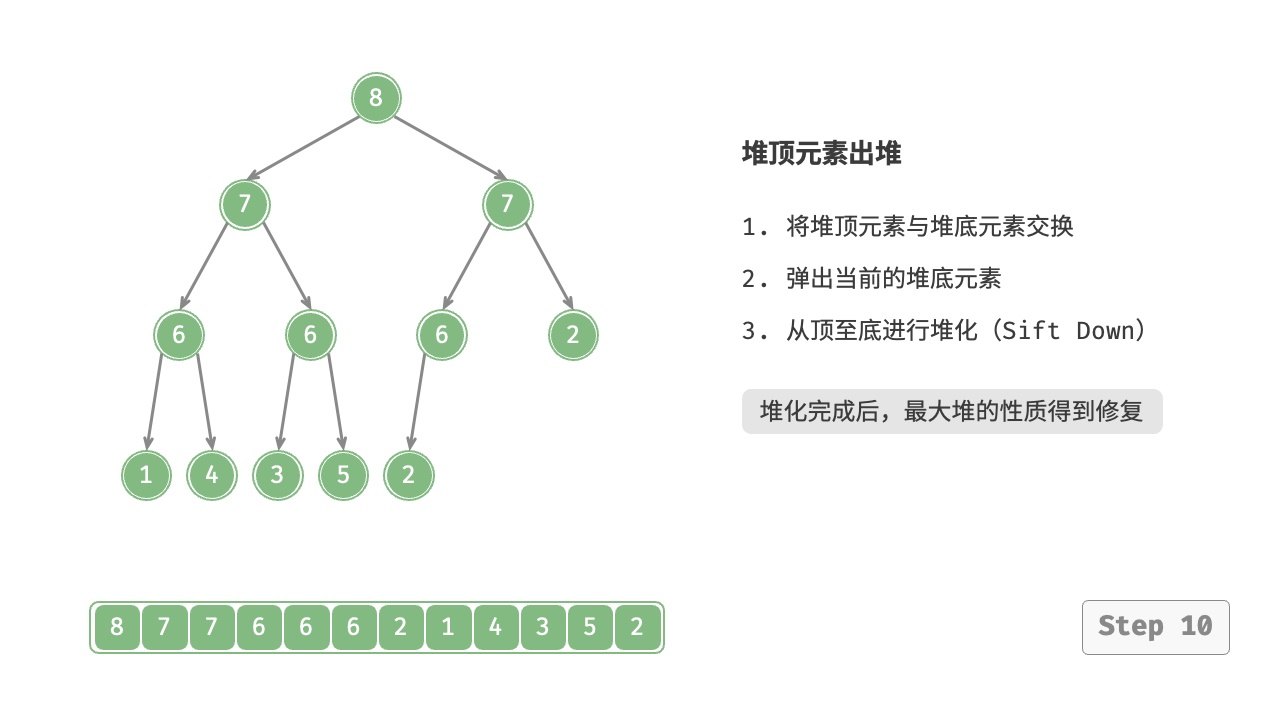 8
7 7
6 6 6 2
1 4 3 5 2
8 7 7 6 6 6 2 1 4 3 5 2
堆顶元素出堆
1. 将堆顶元素与堆底元素交换
2. 弹出当前的堆底元素
3. 从顶至底进行堆化（Sift Down）
堆化完成后，最大堆的性质得到修复
Step 10